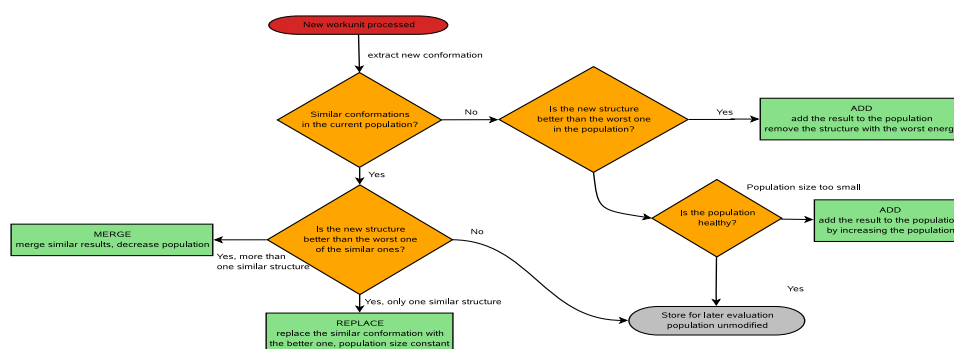 New workunit processed
extract new conformation
Similar conformations
in the current population?
No
Is the new structure
better than the worst one
in the population?
Yes
ADD
add the result to the population
remove the structure with the worst energ
Yes
Population size too small
Is the population
healthy?
ADD
add the result to the population
by increasing the population
MERGE
merge similar results, decrease population
Yes, more than
one similar structure
Is the new structure
better than the worst one
of the similar ones?
No
Yes
Yes, only one similar structure
REPLACE
replace the similar conformation with
the better one, population size constant
Store for later evaluation
population unmodified